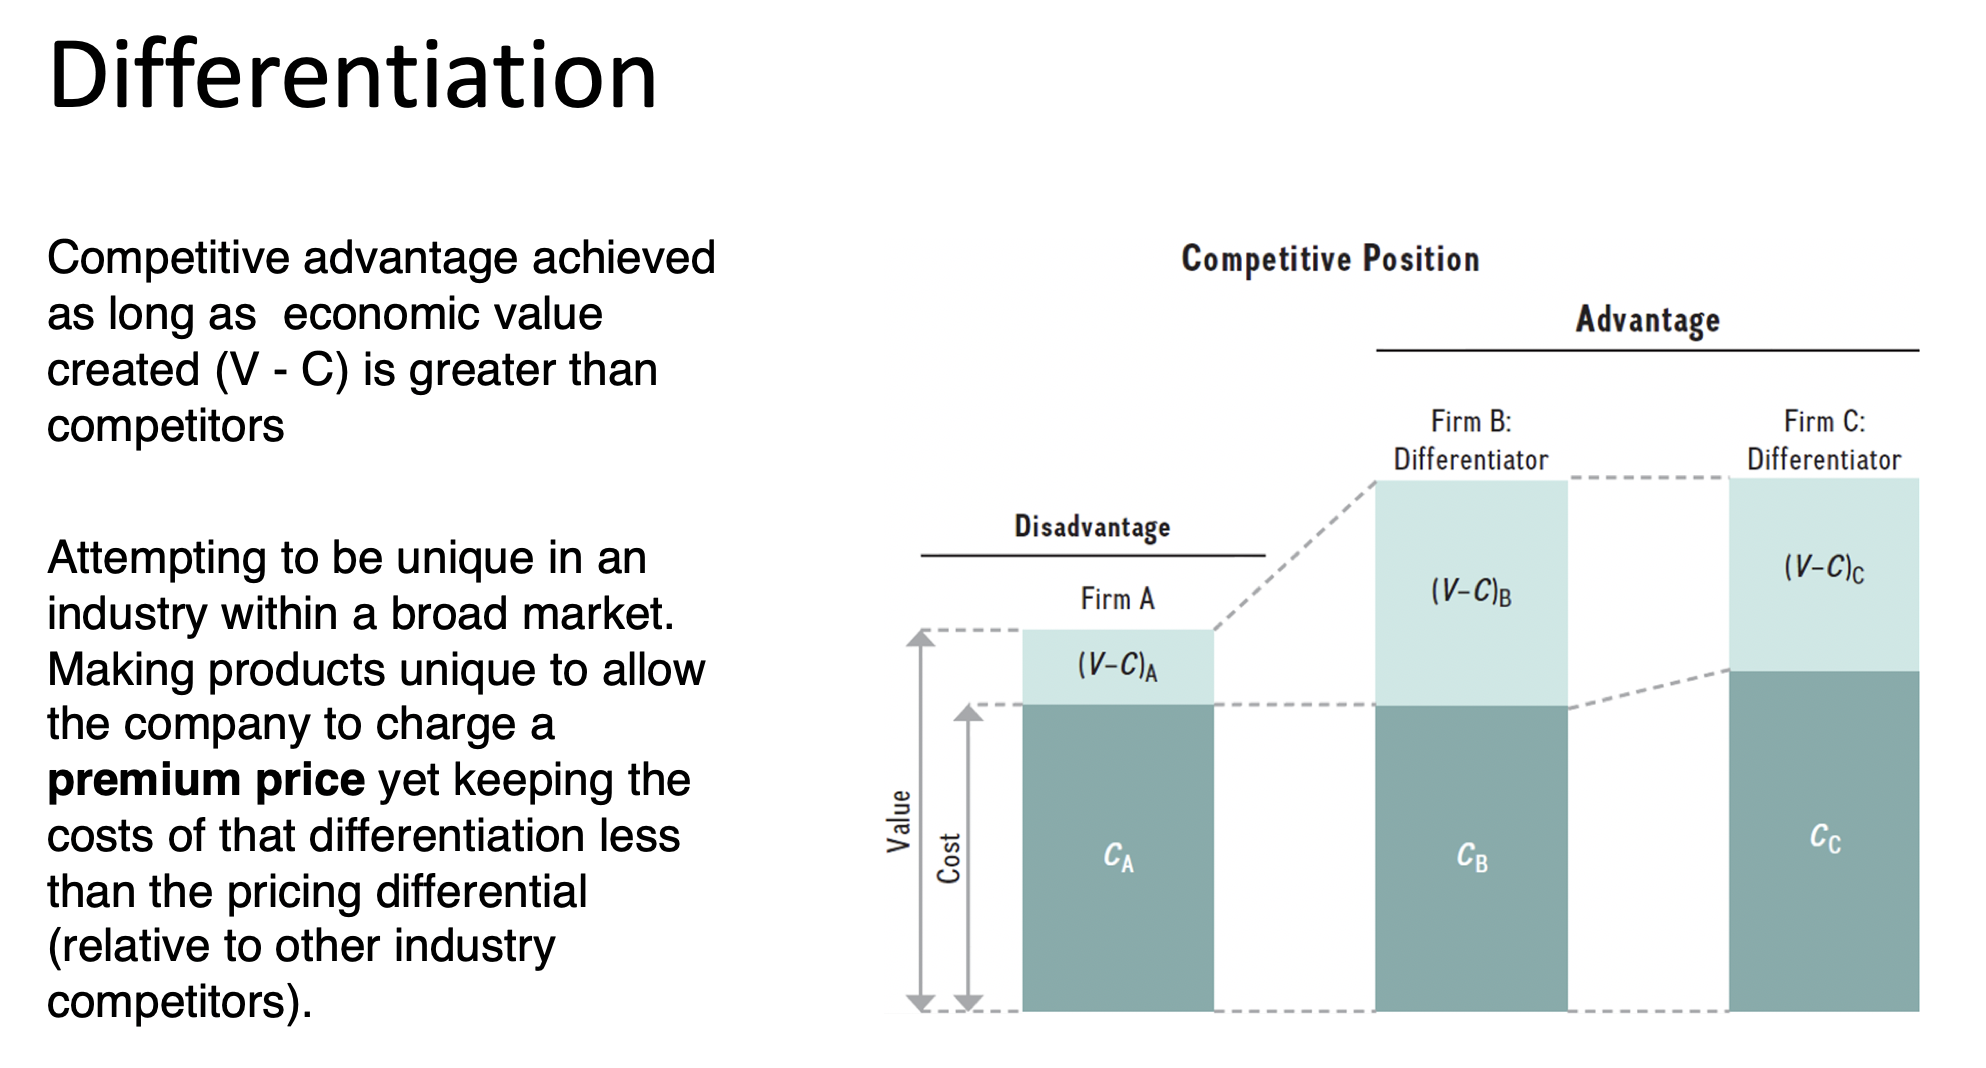 Differentiation
Competitive advantage achieved
as long as  economic value
created (V - C) is greater than
competitors
Attempting to be unique in an
industry within a broad market.
Making products unique to allow
the company to charge a
premium price yet keeping the
costs of that differentiation less
than the pricing differential
(relative to other industry
competitors).
Competitive Position
Advantage
Firm B:
Differentiator
Firm C:
Differentiator
Disadvantage
Firm A
(V–C)A
(V–C)B
(V–C)C
Value
Cost
CA
CB
CC